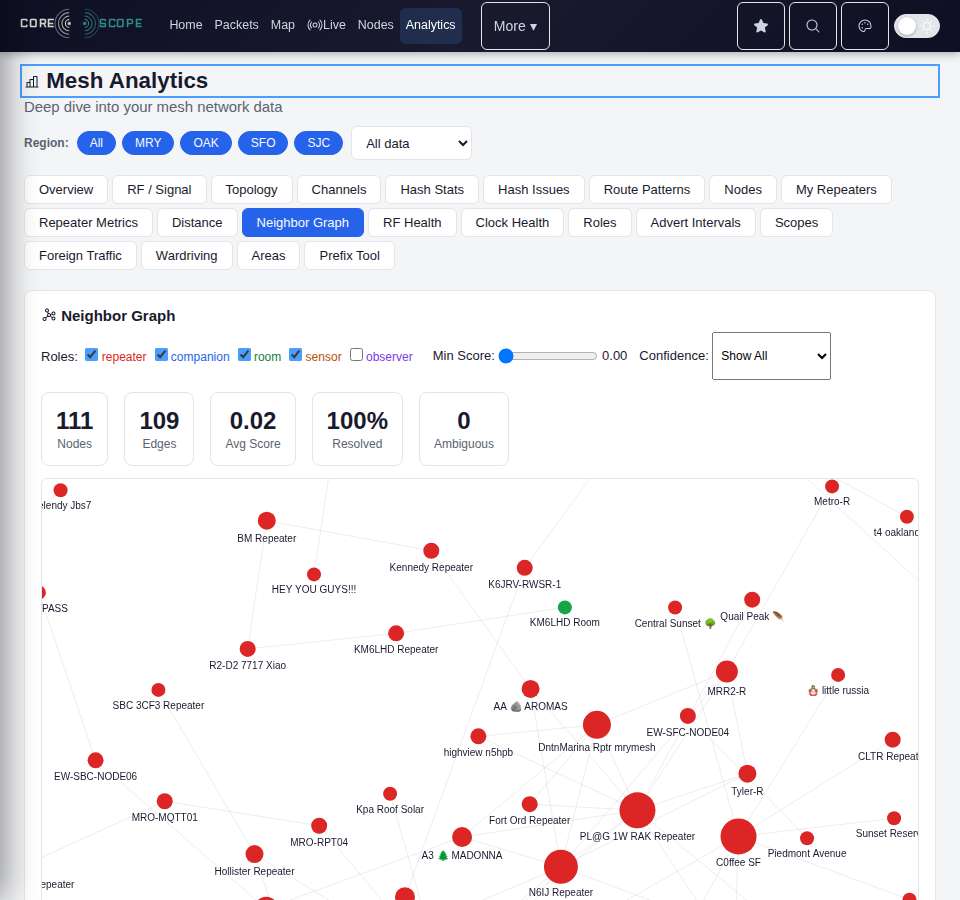 CORE SCOPE Home Packets Map Live Nodes Analytics More ▾
Mesh Analytics
Deep dive into your mesh network data
Region: All MRY OAK SFO SJC All data
Overview RF / Signal Topology Channels Hash Stats Hash Issues Route Patterns Nodes My Repeaters
Repeater Metrics Distance Neighbor Graph RF Health Clock Health Roles Advert Intervals Scopes
Foreign Traffic Wardriving Areas Prefix Tool
Neighbor Graph
Roles: repeater companion room sensor observer Min Score: 0.00 Confidence: Show All
111 109 0.02 100% 0
Nodes Edges Avg Score Resolved Ambiguous
elendy Jbs7
Metro-R
t4 oakland
BM Repeater
Kennedy Repeater
HEY YOU GUYS!!!
K6JRV-RWSR-1
PASS
KM6LHD Room
Central Sunset 🌳
Quail Peak 🪶
KM6LHD Repeater
R2-D2 7717 Xiao
MRR2-R
🪆 little russia
SBC 3CF3 Repeater
AA 🪨 AROMAS
EW-SFC-NODE04
DntnMarina Rptr mrymesh
highview n5hpb
CLTR Repeat
EW-SBC-NODE06
Tyler-R
Kpa Roof Solar
MRO-MQTT01
Fort Ord Repeater
PL@G 1W RAK Repeater
Sunset Reserv
MRO-RPT04
A3 🌲 MADONNA
C0ffee SF
Piedmont Avenue
Hollister Repeater
epeater
N6IJ Repeater